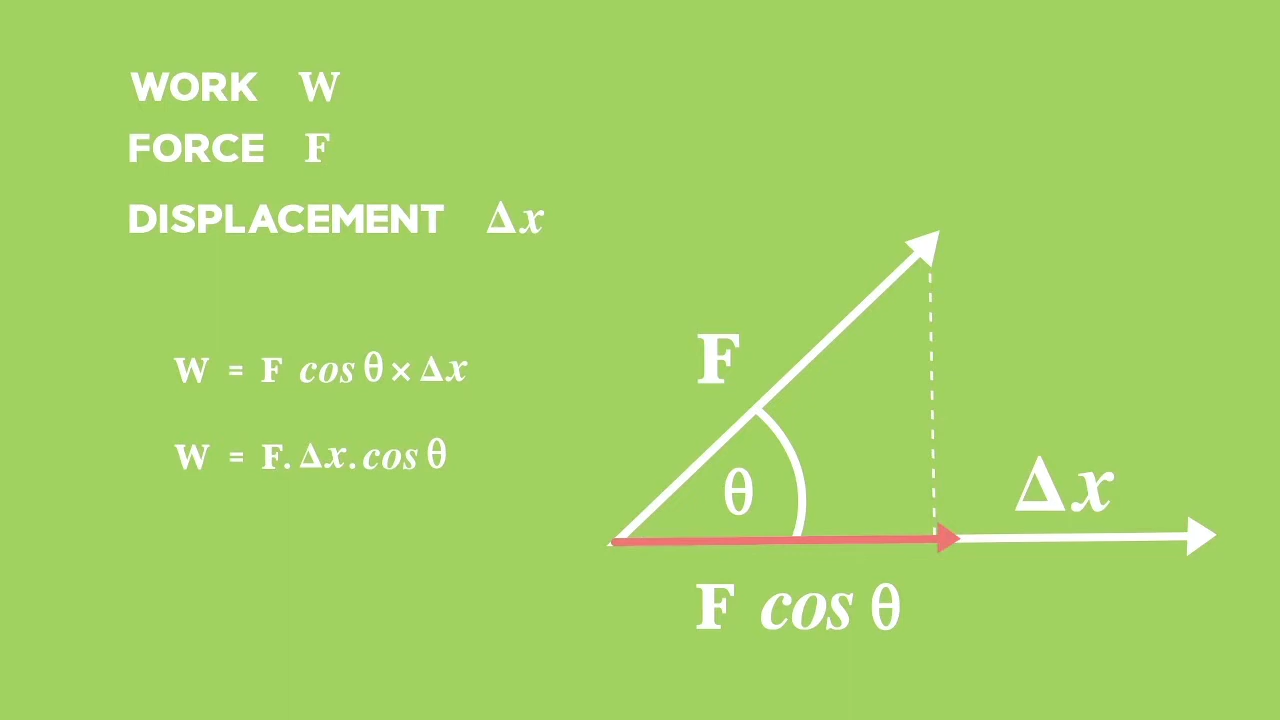 WORK W
FORCE F
DISPLACEMENT Δx
W = F cos θ × Δx
W = F. Δx. cos θ
F
θ
Δx
F cos θ